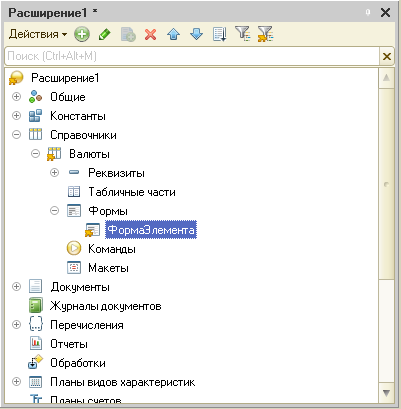 Расширение1 *
Действия
Поиск (Ctrl+Alt+M)
Расширение1
Общие
Константы
Справочники
Валюты
Реквизиты
Табличные части
Формы
ФормаЭлемента
Команды
Макеты
Документы
Журналы документов
Перечисления
Отчеты
Обработки
Планы видов характеристик
Планы счетов